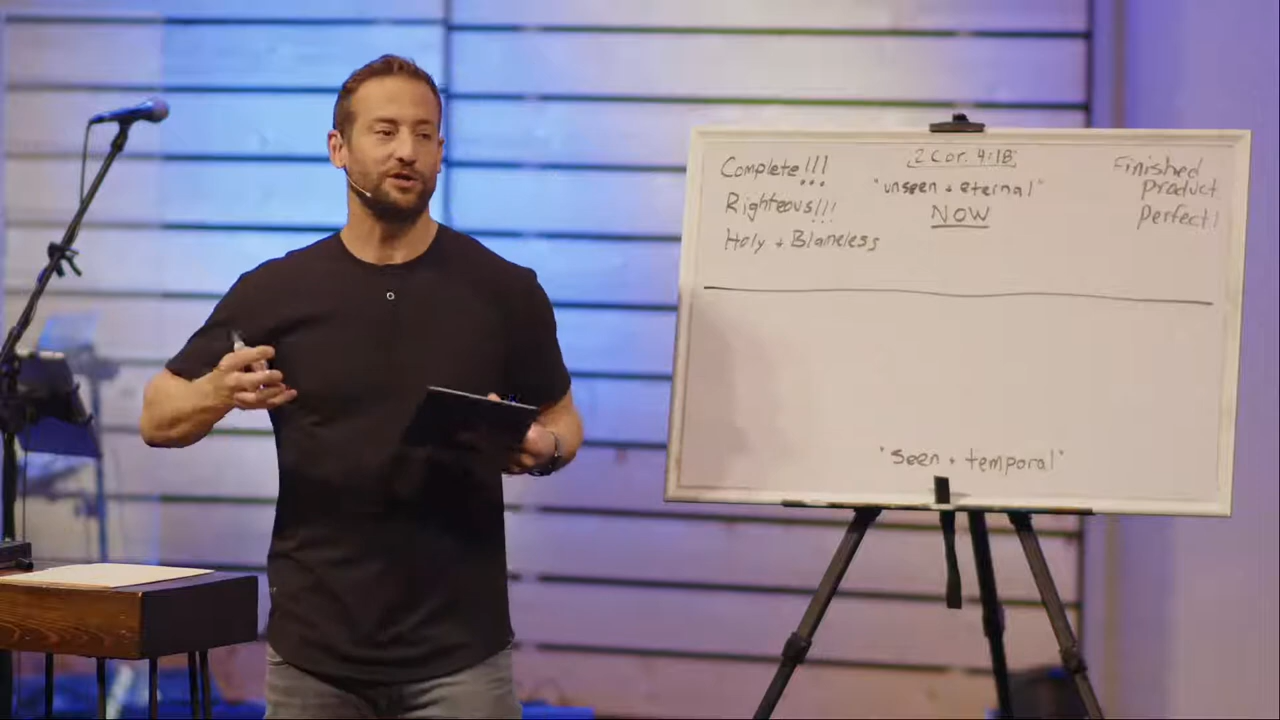 Complete!!!
Righteous!!!
Holy + Blameless
2 Cor. 4:18
"unseen + eternal"
NOW
Finished
Product
Perfect!
"seen + temporal"